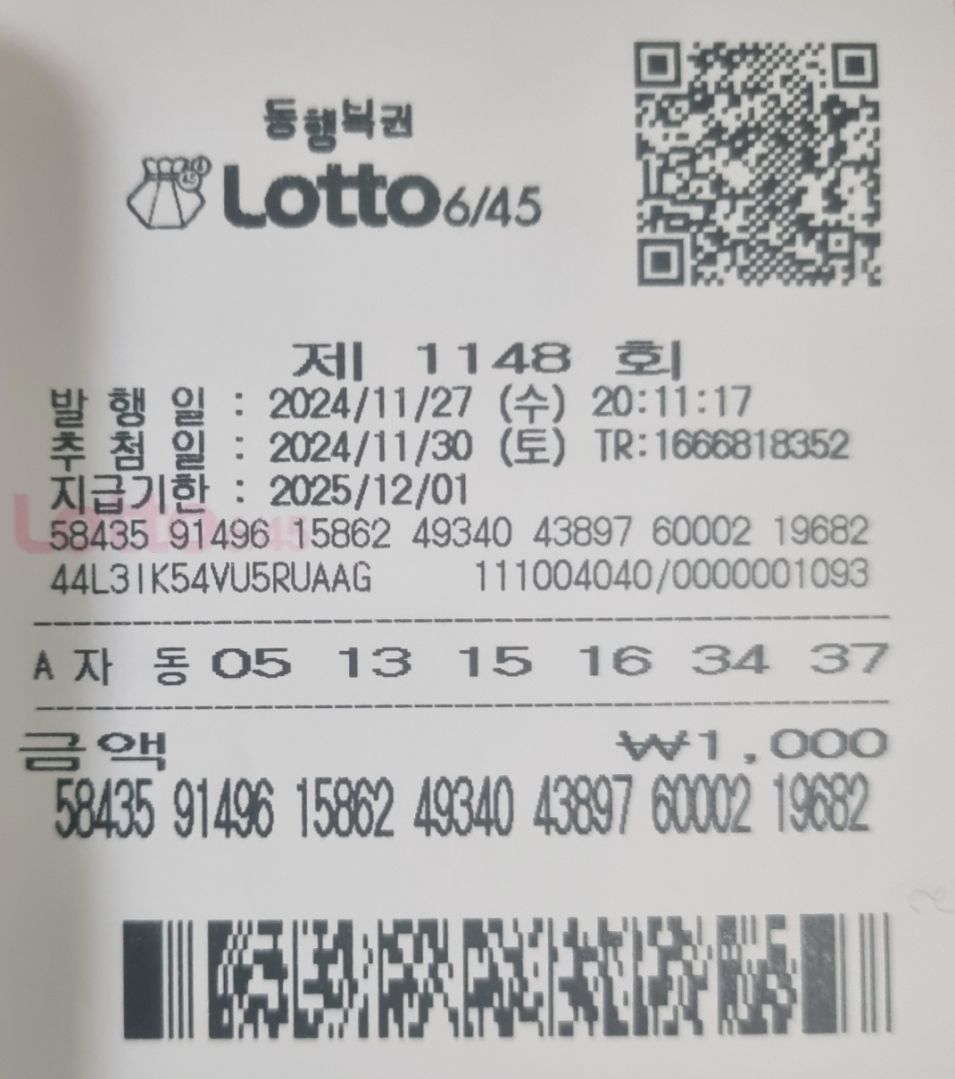 동행복권
Lotto 6/45
제 1148 회
발 행 일 : 2024/11/27 (수) 20:11:17
추 첨 일 : 2024/11/30 (토) TR:1666818352
지급기한 : 2025/12/01
58435 91496 15862 49340 43897 60002 19682
44L3IK54VU5RUAAG 111004040/0000001093
A 자 동 05 13 15 16 34 37
금액 ₩1,000
58435 91496 15862 49340 43897 60002 19682